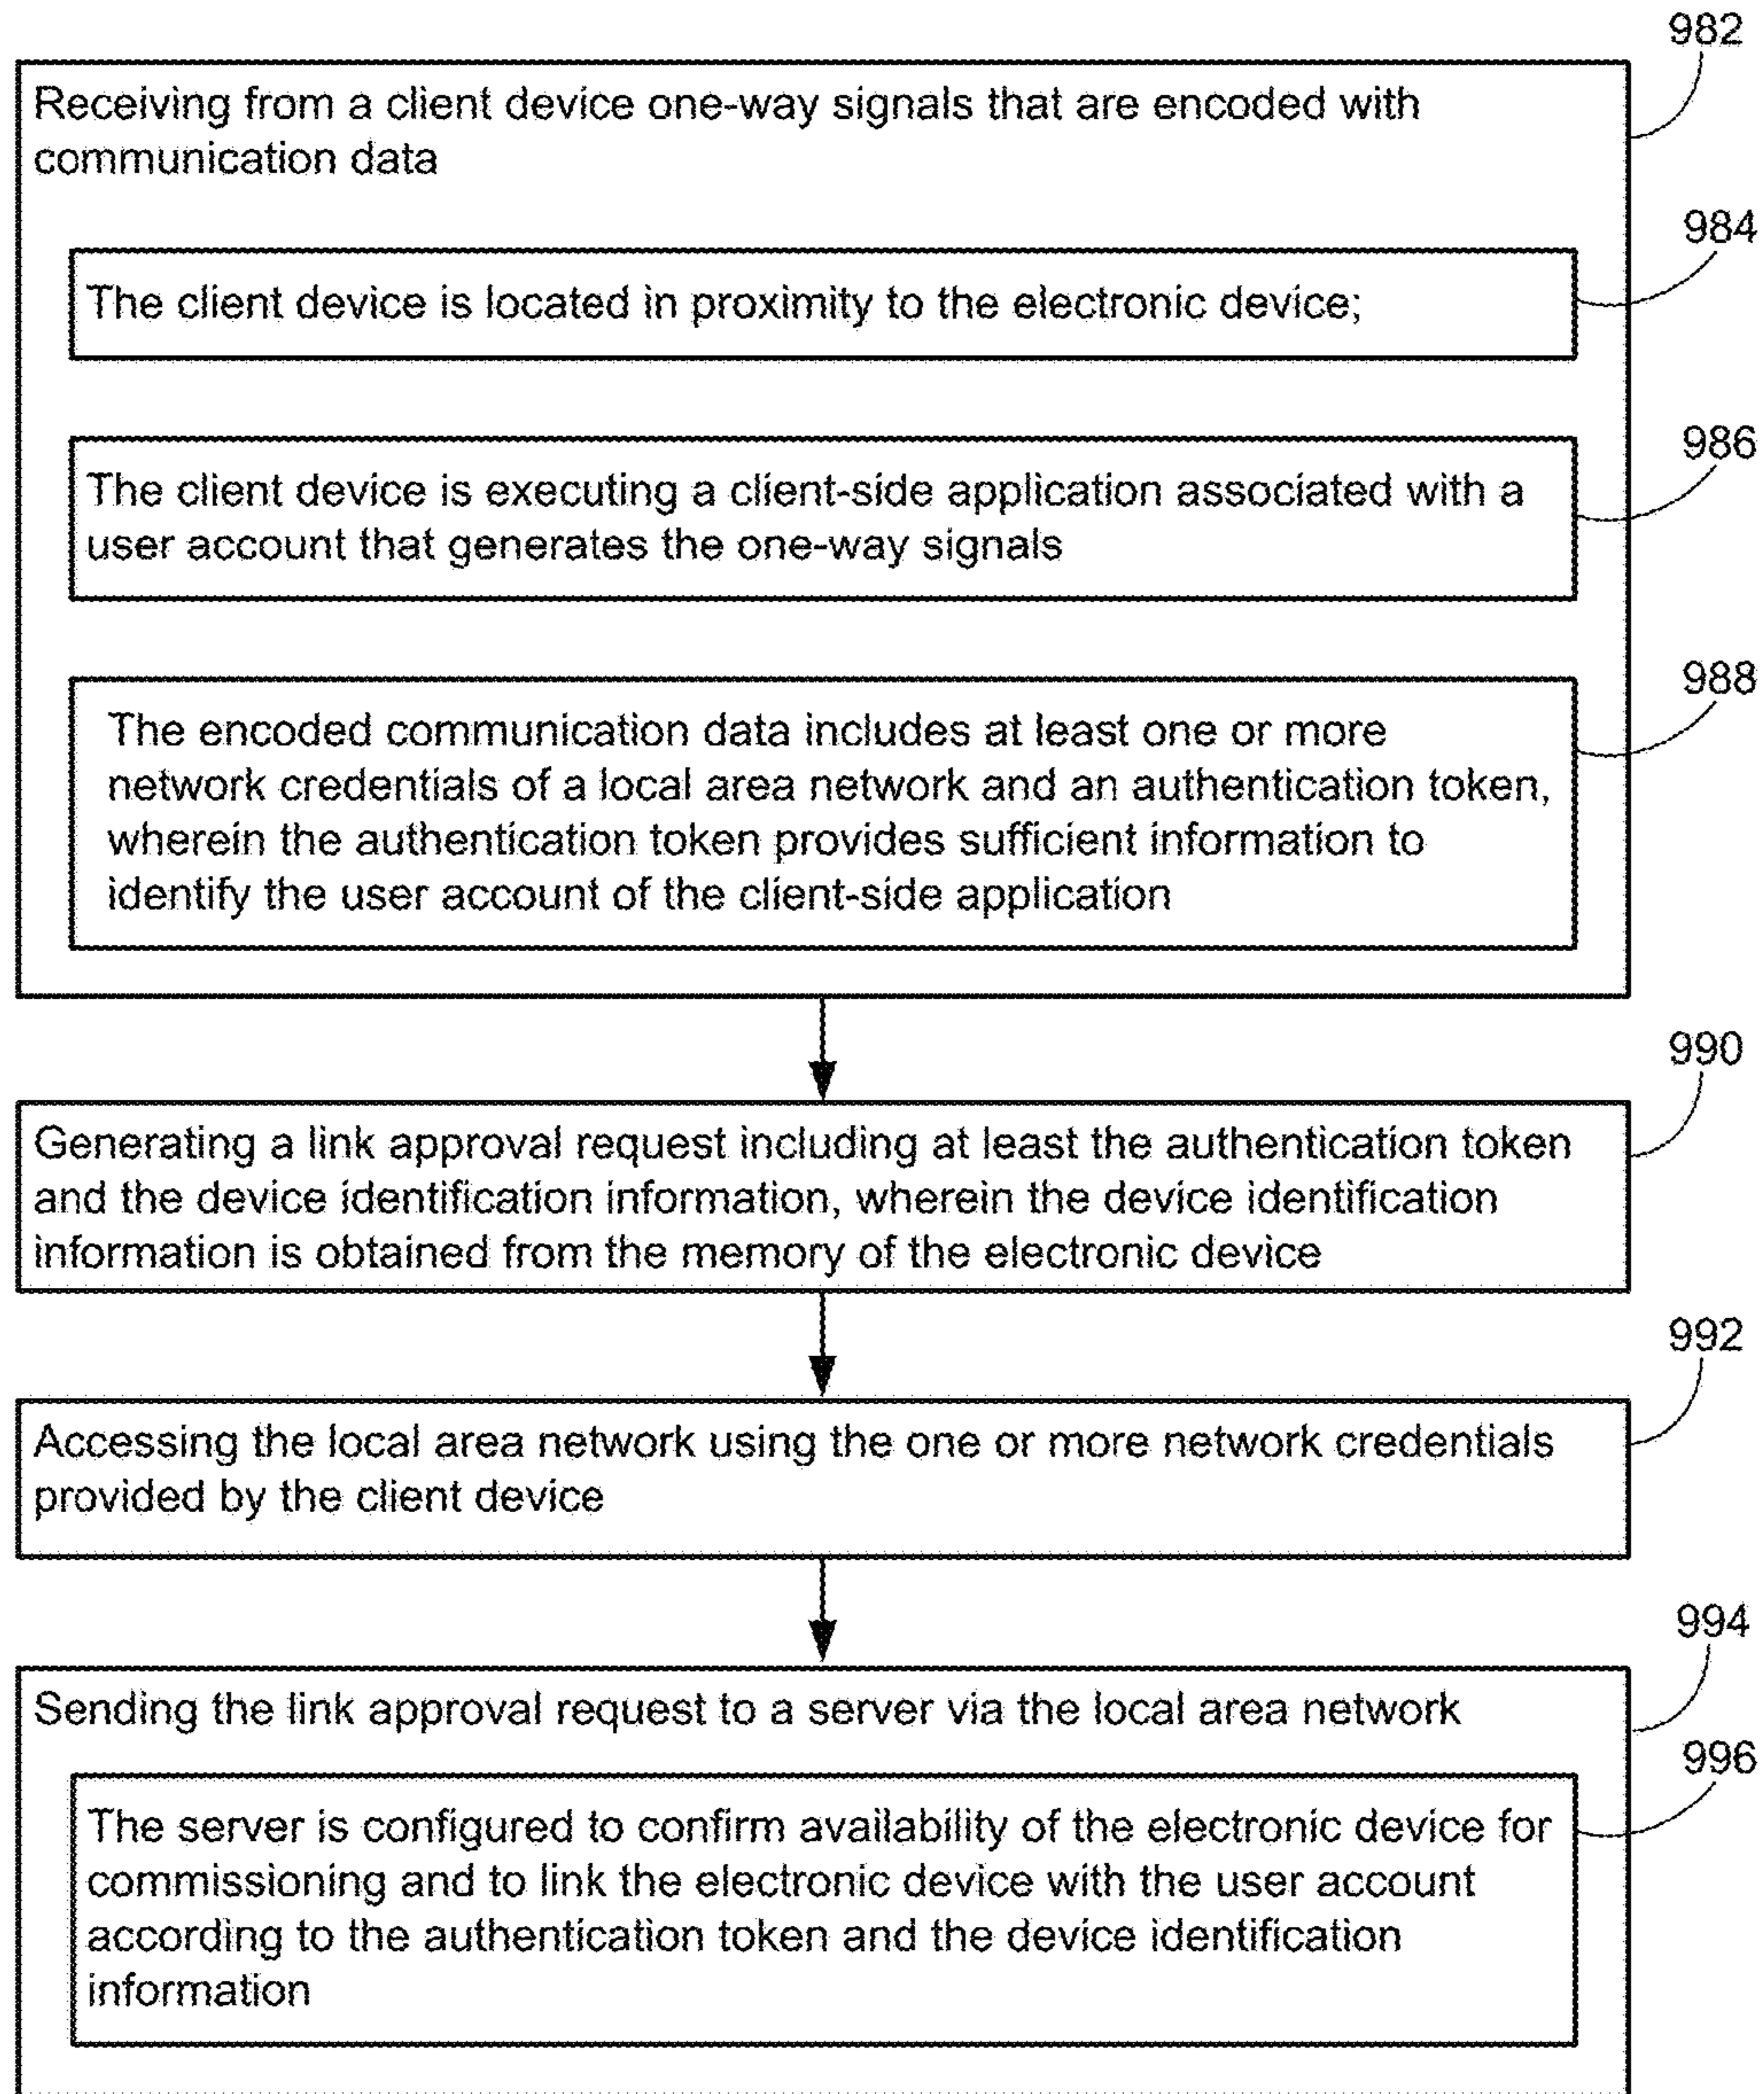 982
Receiving from a client device one-way signals that are encoded with
communication data
984
The client device is located in proximity to the electronic device;
986
The client device is executing a client-side application associated with a
user account that generates the one-way signals
988
The encoded communication data includes at least one or more
network credentials of a local area network and an authentication token,
wherein the authentication token provides sufficient information to
identify the user account of the client-side application
990
Generating a link approval request including at least the authentication token
and the device identification information, wherein the device identification
information is obtained from the memory of the electronic device
992
Accessing the local area network using the one or more network credentials
provided by the client device
994
Sending the link approval request to a server via the local area network
996
The server is configured to confirm availability of the electronic device for
commissioning and to link the electronic device with the user account
according to the authentication token and the device identification
information